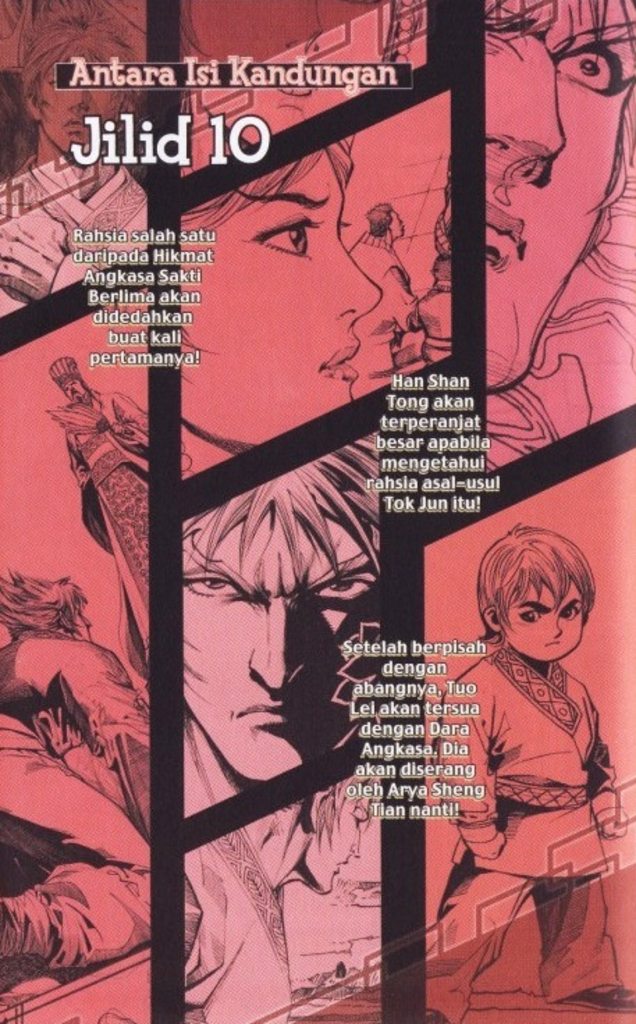 Antara Isi Kandungan
Jilid 10
Rahsia salah satu
daripada Hikmat
Angkasa Sakti
Berlima akan
didedahkan
buat kali
pertamanya!
Han Shan
Tong akan
terperanjat
besar apabila
mengetahui
rahsia asal-usul
Tok Jun itu!
Setelah berpisah
dengan
abangnya, Tuo
Lei akan tersua
dengan Dara
Angkasa. Dia
akan diserang
oleh Arya Sheng
Tian nanti!